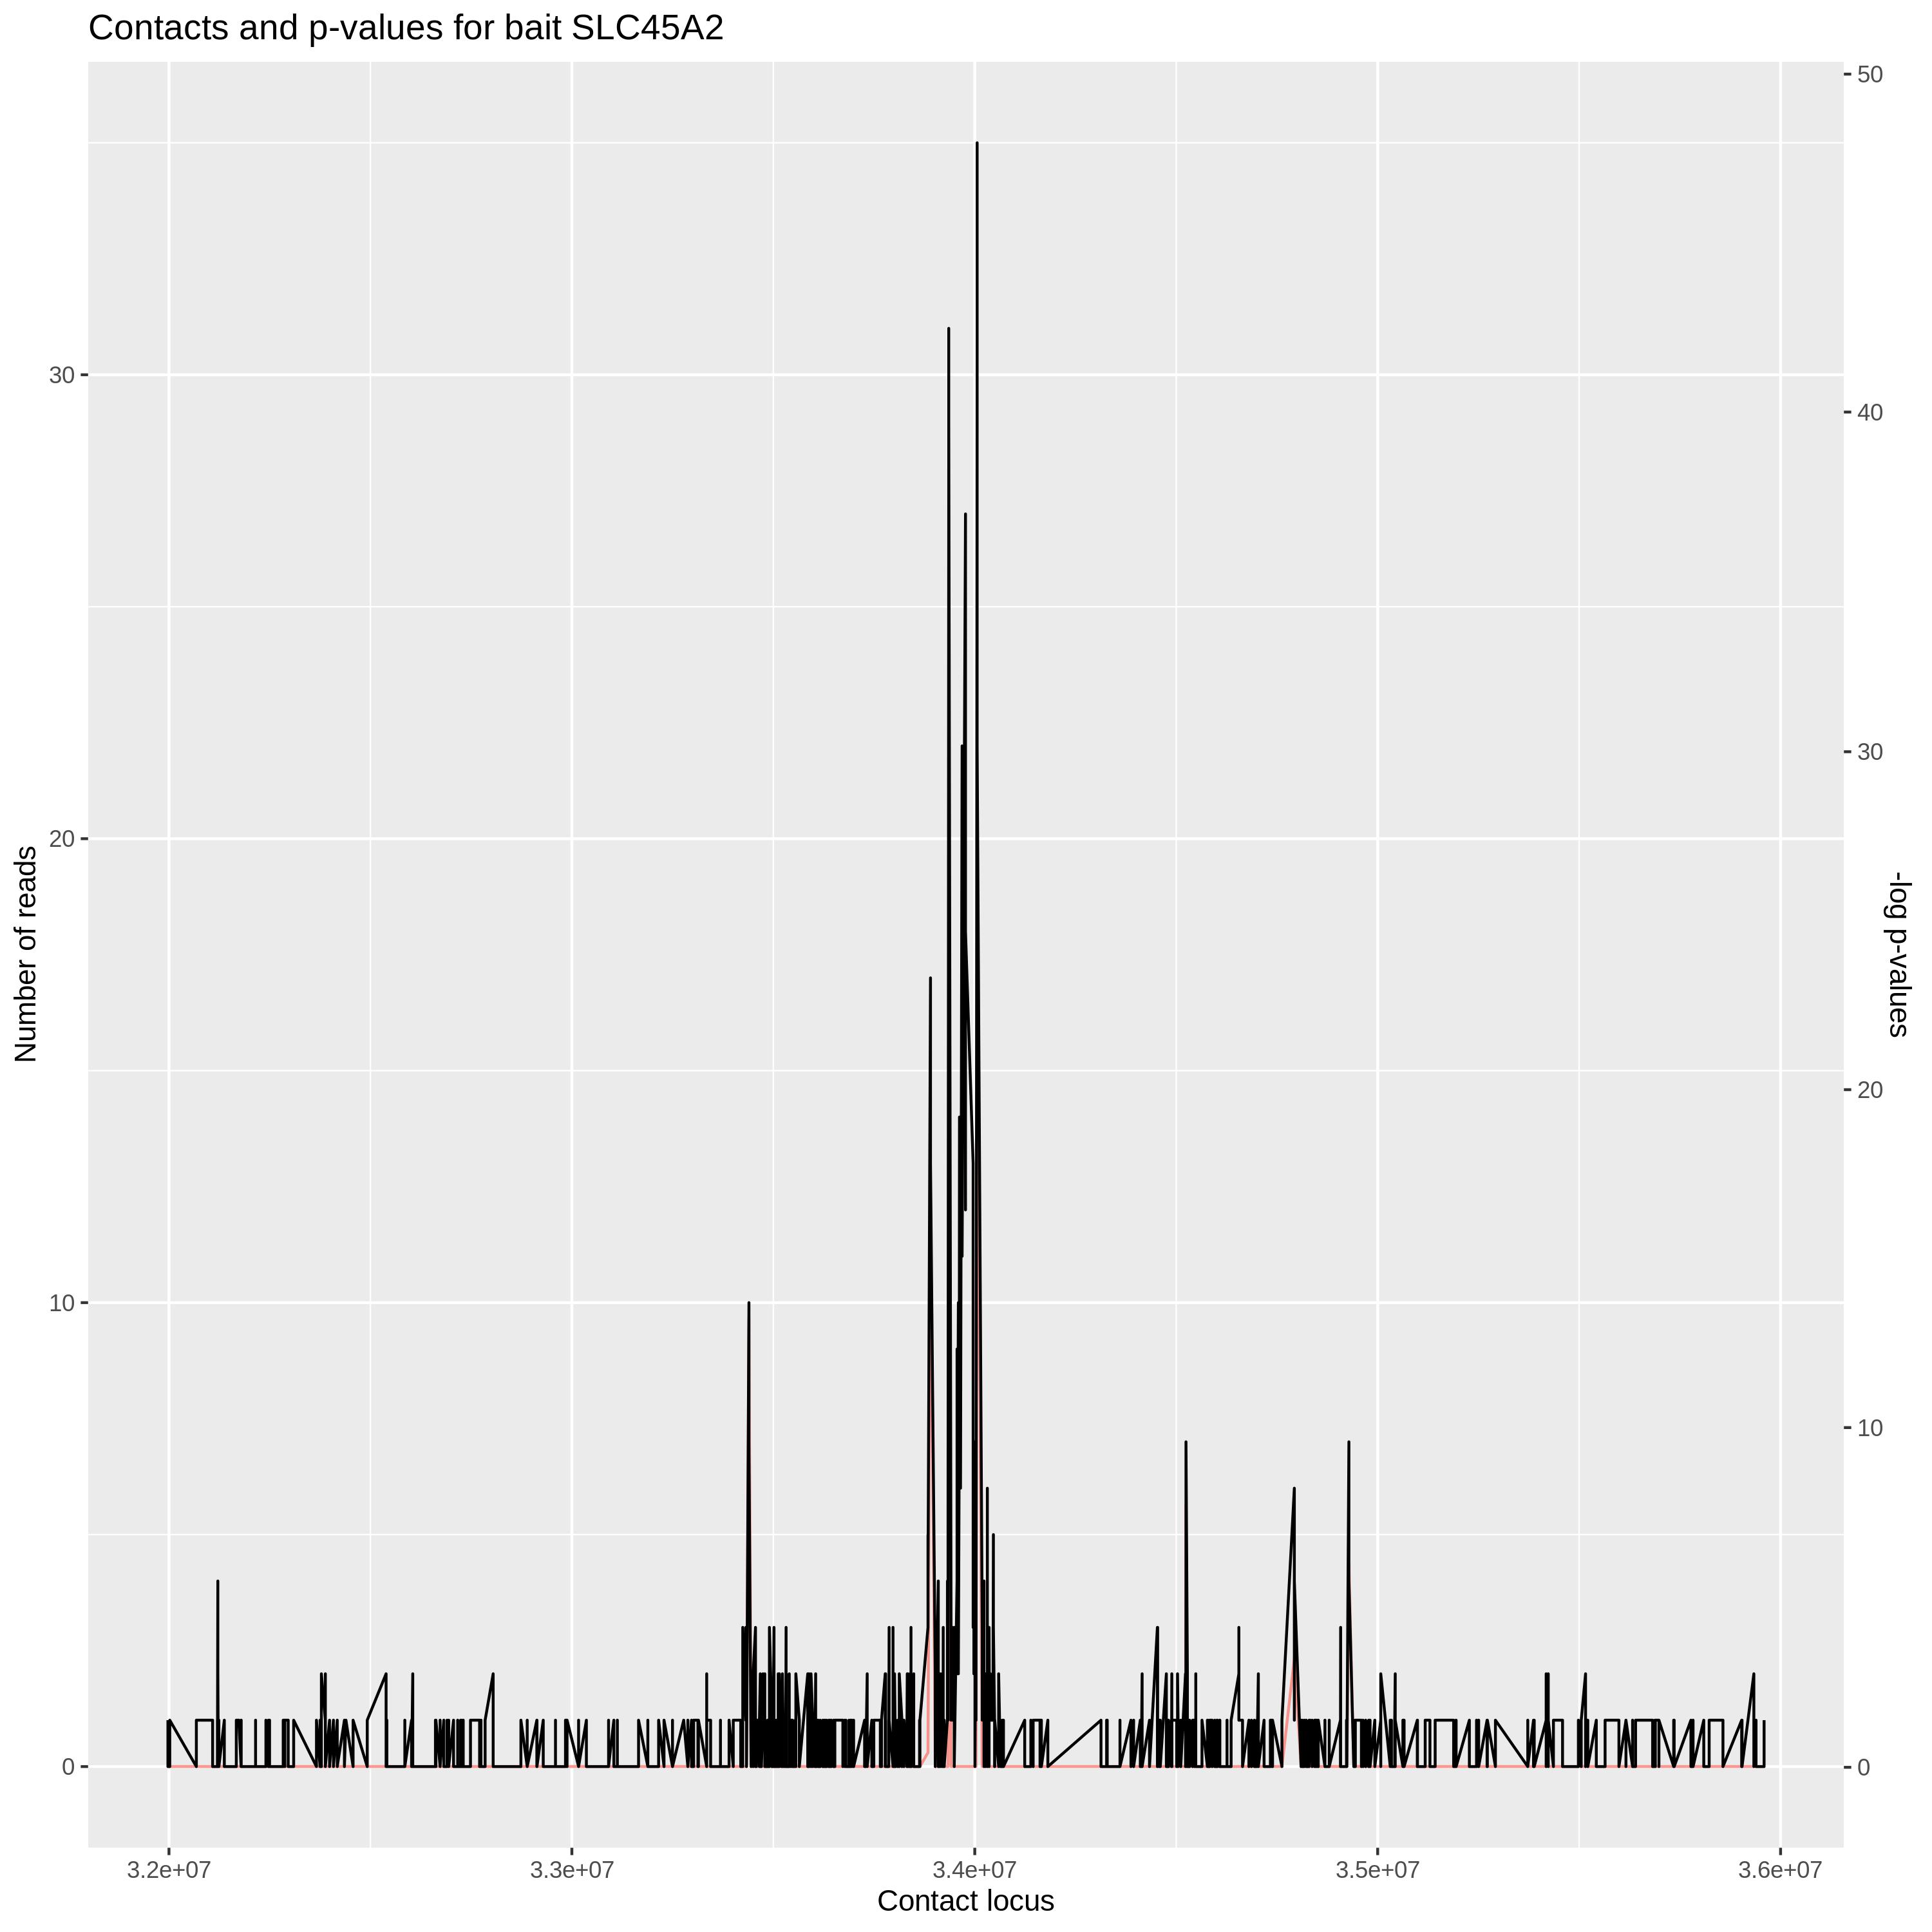 Contacts and p-values for bait SLC45A2
50
40
30
20
10
0
30
20
10
0
Number of reads
-log p-values
3.2e+07 3.3e+07 3.4e+07 3.5e+07 3.6e+07
Contact locus